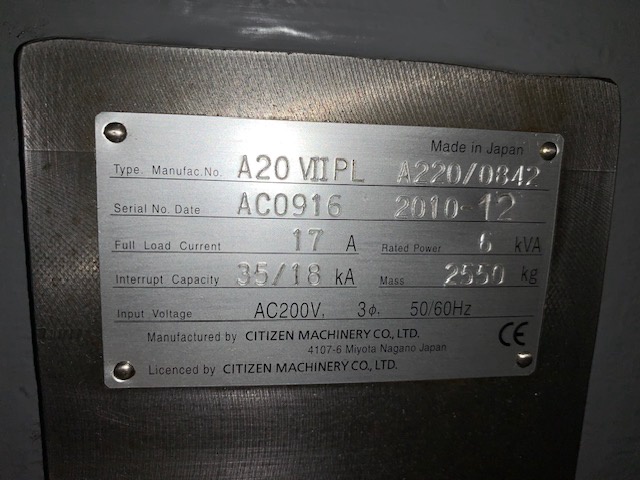 Made in Japan
Type. Manufac.No. A20 VII PL A220/0842
Serial No. Date AC0916 2010-12
Full Load Current 17 A Rated Power 6 kVA
Interrupt Capacity 35/18 kA Mass 2550 kg
Input Voltage AC200V, 3φ, 50/60Hz
Manufactured by CITIZEN MACHINERY CO., LTD.
4107-6 Miyota Nagano Japan
CE
Licenced by CITIZEN MACHINERY CO., LTD.